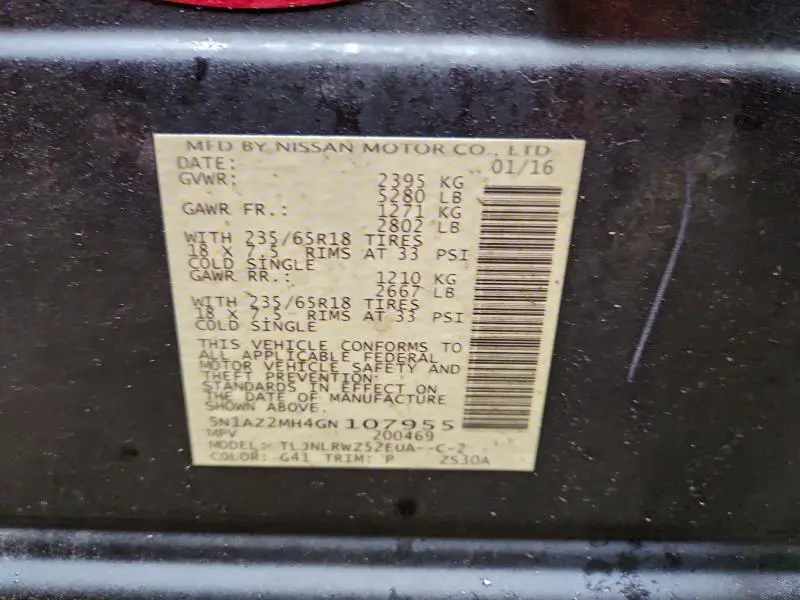 MFD BY NISSAN MOTOR CO., LTD
DATE: 01/16
GVWR: 2395 KG
5280 LB
GAWR FR.: 1271 KG
2802 LB
WITH 235/65R18 TIRES
18 X 7.5 RIMS AT 33 PSI
COLD SINGLE
GAWR RR.: 1210 KG
2667 LB
WITH 235/65R18 TIRES
18 X 7.5 RIMS AT 33 PSI
COLD SINGLE
THIS VEHICLE CONFORMS TO
ALL APPLICABLE FEDERAL
MOTOR VEHICLE SAFETY AND
THEFT PREVENTION
STANDARDS IN EFFECT ON
THE DATE OF MANUFACTURE
SHOWN ABOVE.
5N1AZ2MH4GN107955
MPV 200469
MODEL: TLJNLRWZ52EUA--C-2
COLOR: G41 TRIM: P ZS30A